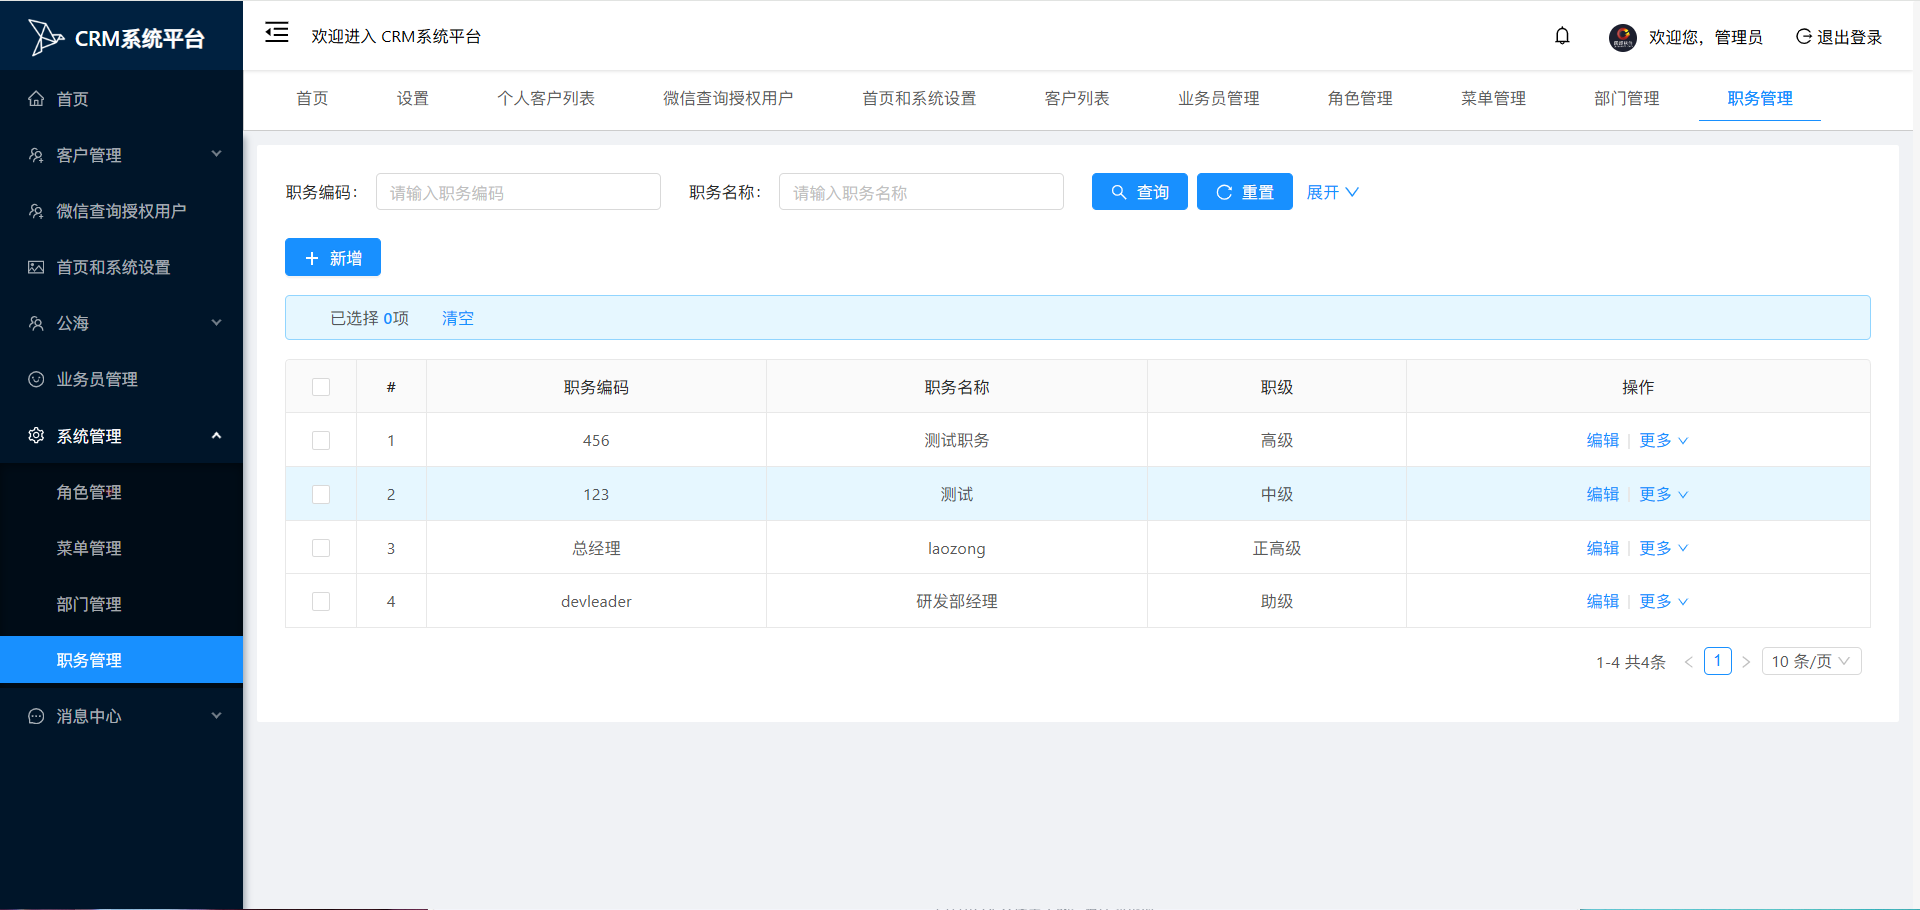 CRM系统平台
欢迎进入 CRM系统平台
欢迎您，管理员
退出登录
首页
客户管理
微信查询授权用户
首页和系统设置
公海
业务员管理
系统管理
角色管理
菜单管理
部门管理
职务管理
消息中心
首页 设置 个人客户列表 微信查询授权用户 首页和系统设置 客户列表 业务员管理 角色管理 菜单管理 部门管理 职务管理
职务编码： 请输入职务编码 职务名称： 请输入职务名称 查询 重置 展开
新增
已选择 0项 清空
# 职务编码 职务名称 职级 操作
1 456 测试职务 高级 编辑 更多
2 123 测试 中级 编辑 更多
3 总经理 laozong 正高级 编辑 更多
4 devleader 研发部经理 助级 编辑 更多
1-4 共4条 1 10 条/页